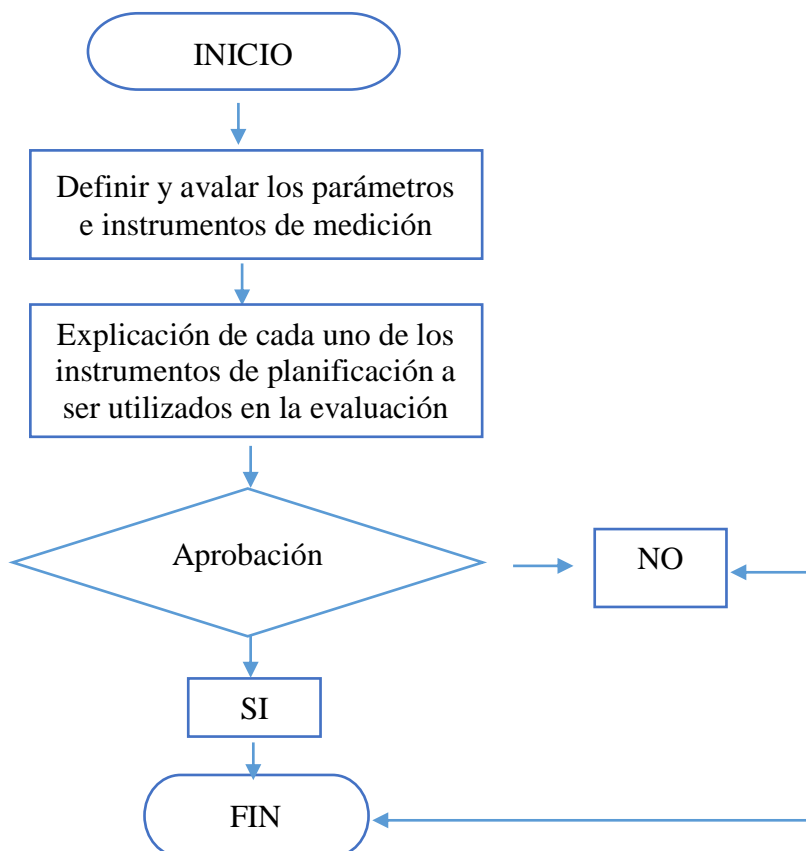 INICIO
Definir y avalar los parámetros
e instrumentos de medición
Explicación de cada uno de los
instrumentos de planificación a
ser utilizados en la evaluación
Aprobación
NO
SI
FIN